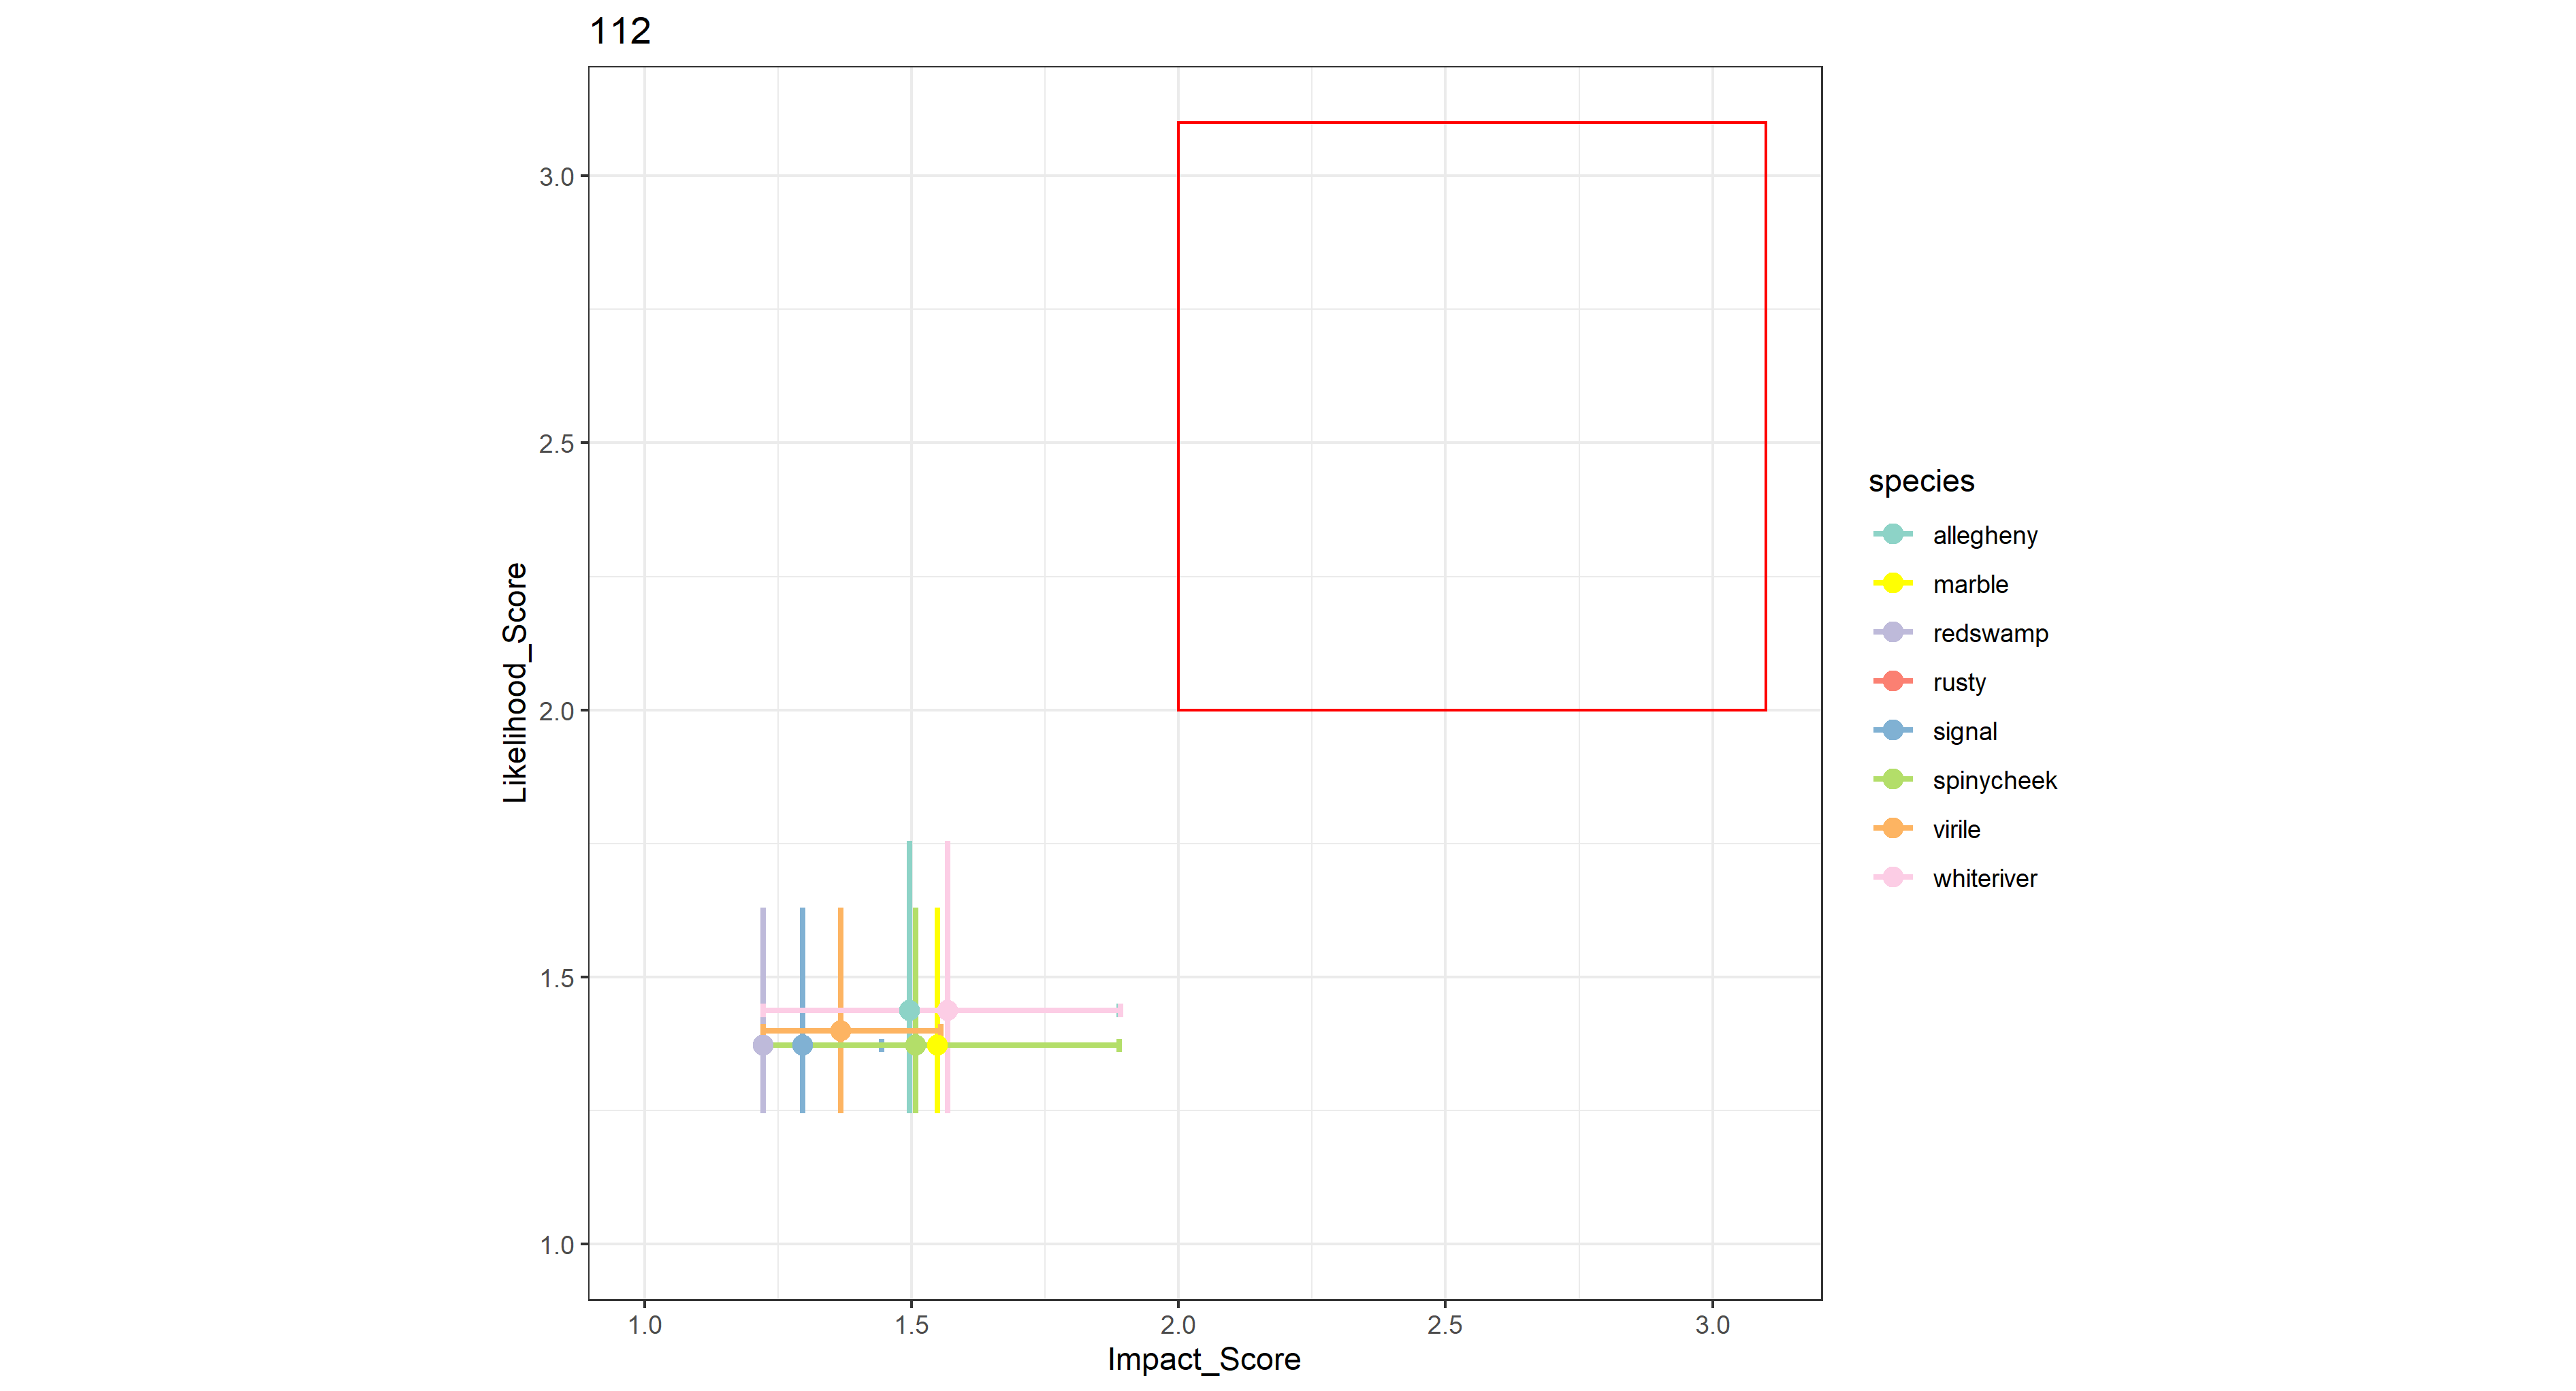 112
3.0
2.5
2.0
1.5
1.0
Likelihood_Score
1.0 1.5 2.0 2.5 3.0
Impact_Score
species
allegheny
marble
redswamp
rusty
signal
spinycheek
virile
whiteriver